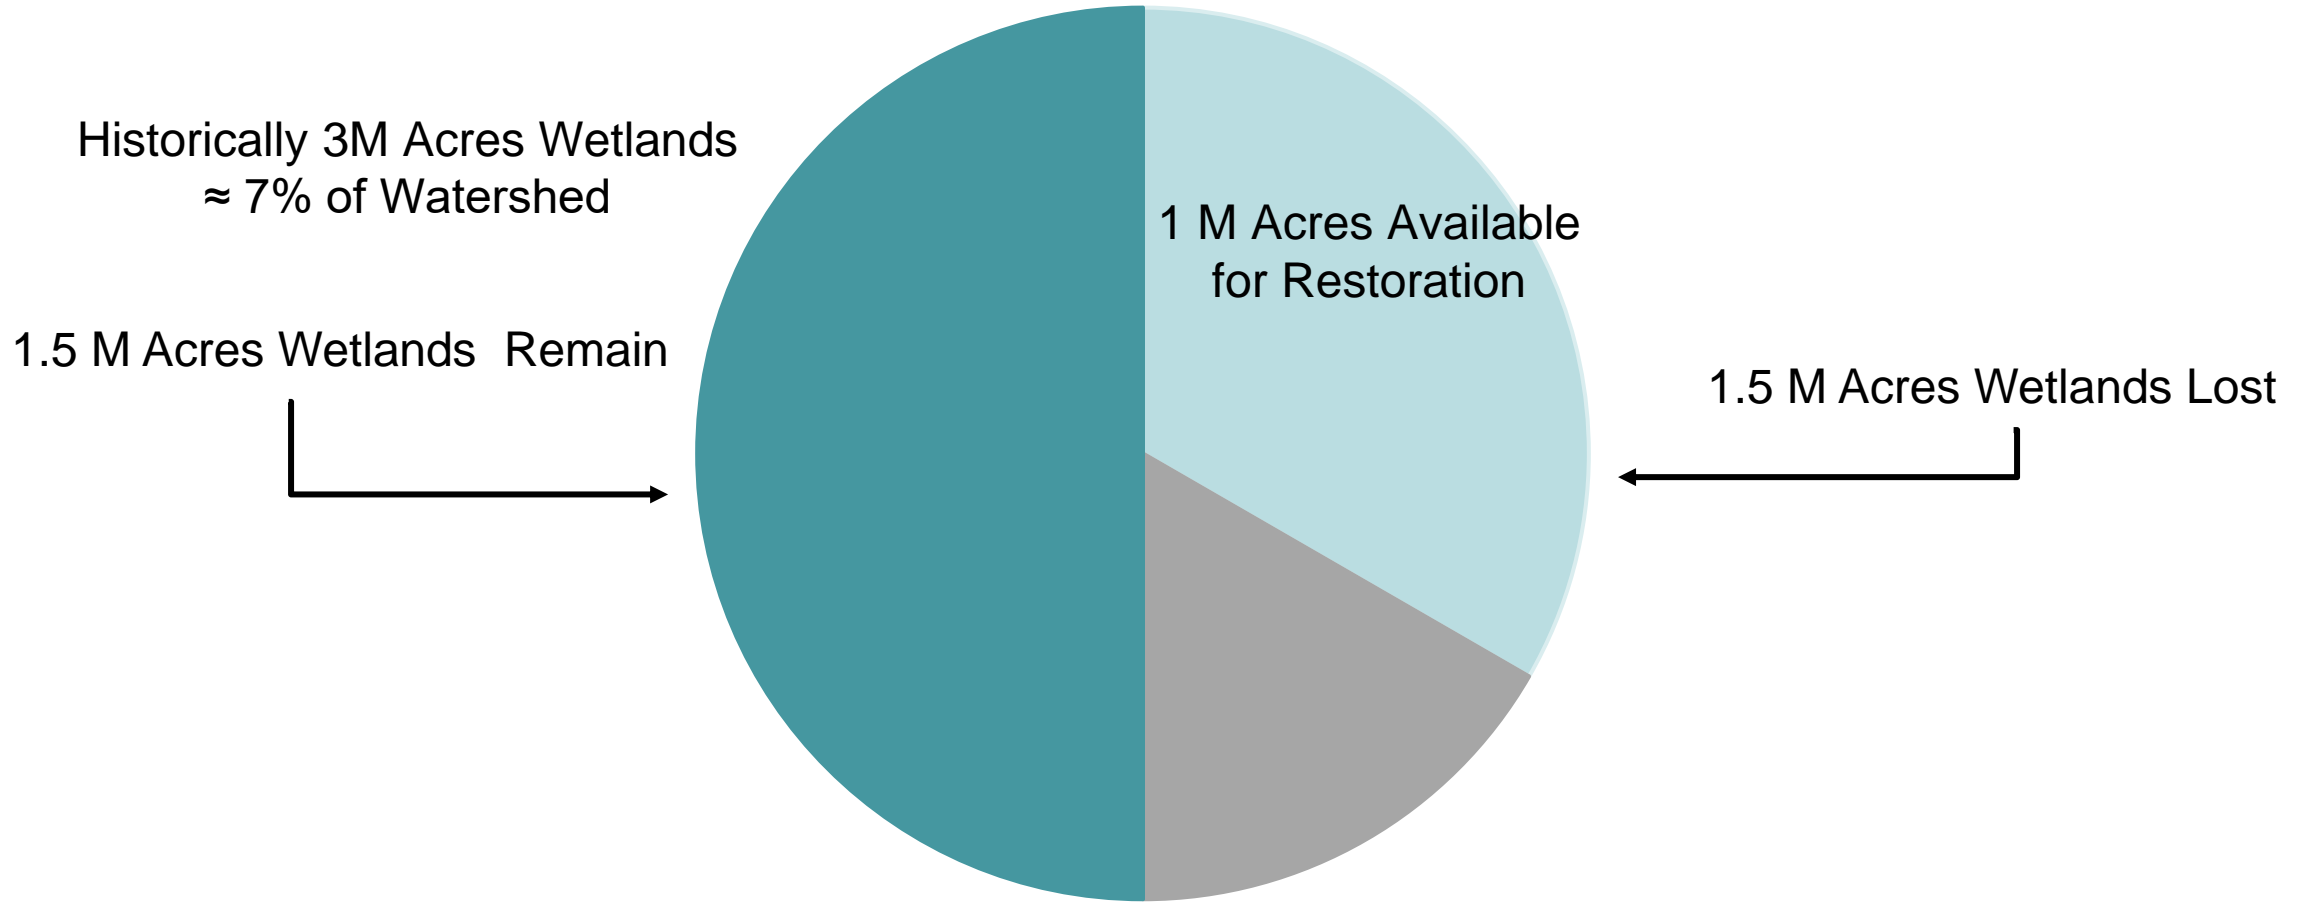 Historically 3M Acres Wetlands
≈ 7% of Watershed
1.5 M Acres Wetlands  Remain
1 M Acres Available
for Restoration
1.5 M Acres Wetlands Lost